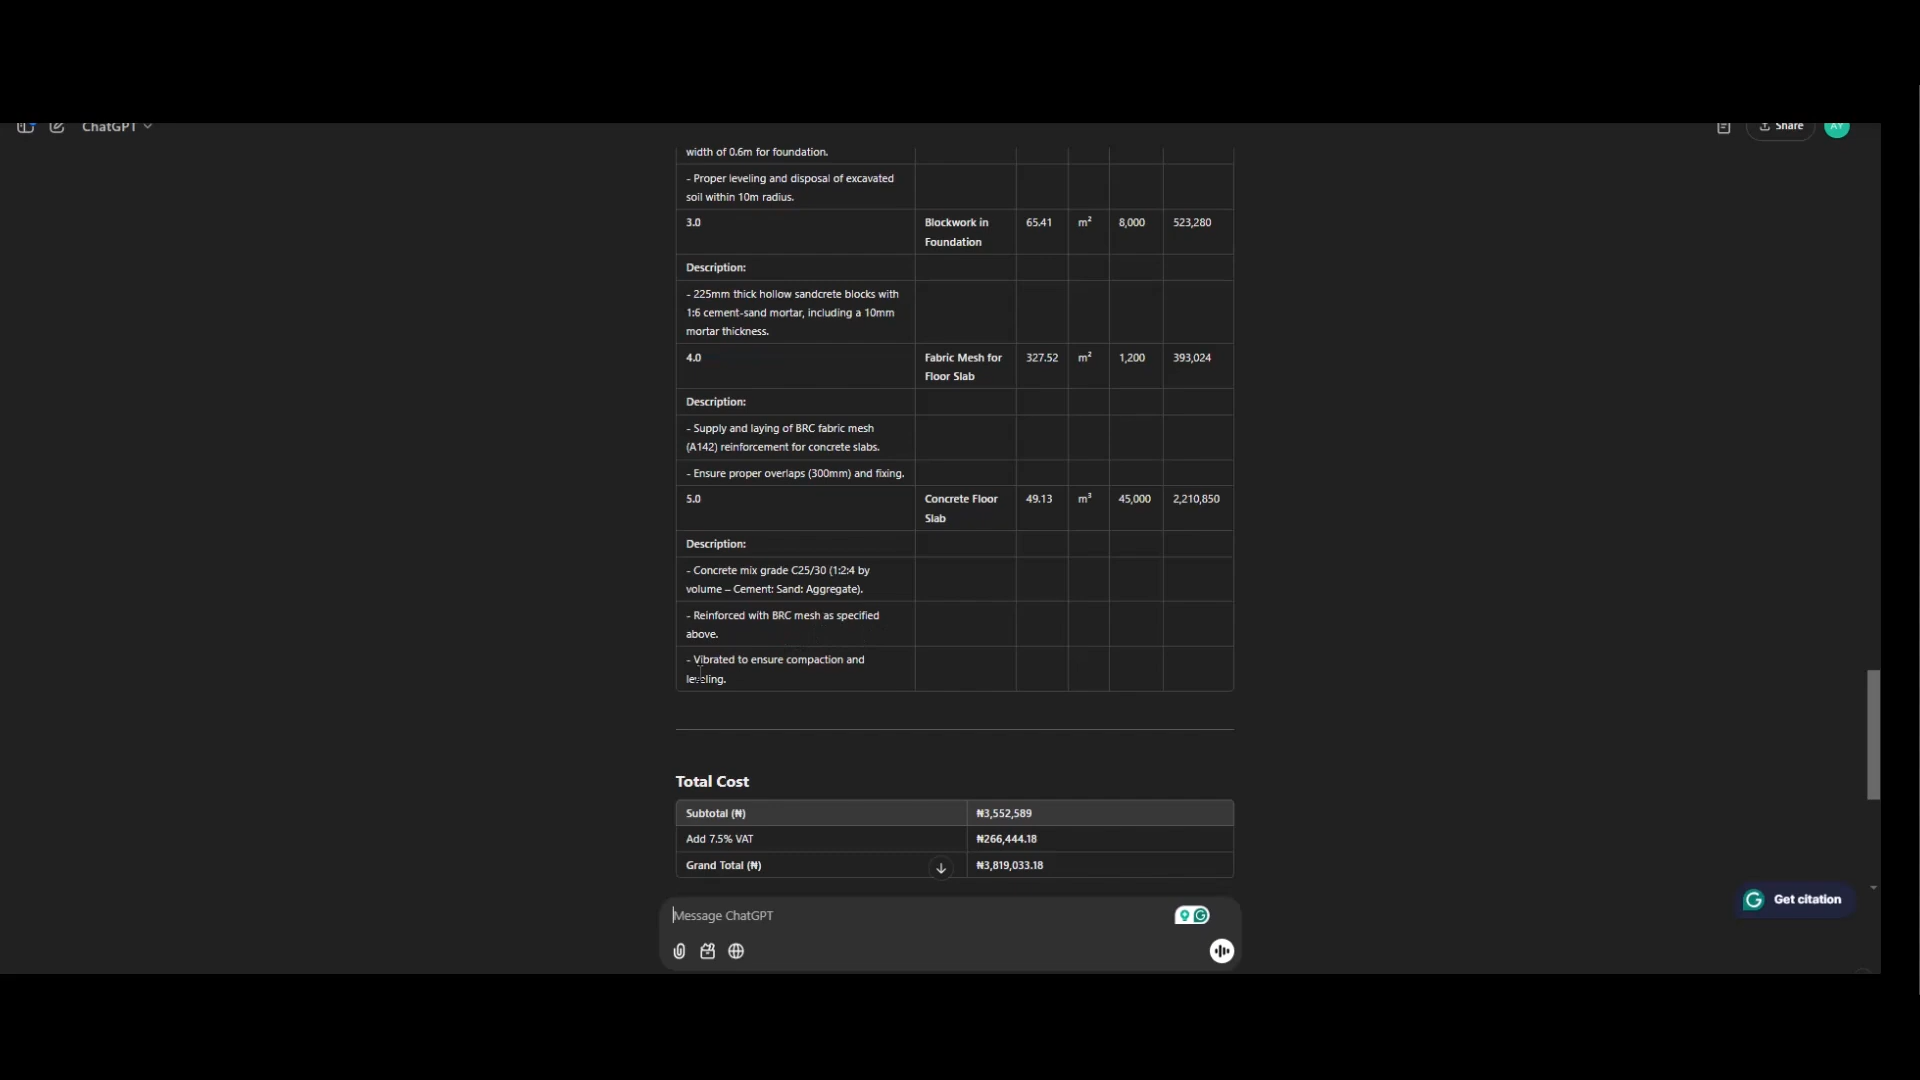 ChatGPT
Share
AY
width of 0.6m for foundation.
- Proper leveling and disposal of excavated
soil within 10m radius.
3.0
Blockwork in
Foundation
65.41
m²
8,000
523,280
Description:
- 225mm thick hollow sandcrete blocks with
1:6 cement-sand mortar, including a 10mm
mortar thickness.
4.0
Fabric Mesh for
Floor Slab
327.52
m²
1,200
393,024
Description:
- Supply and laying of BRC fabric mesh
(A142) reinforcement for concrete slabs.
- Ensure proper overlaps (300mm) and fixing.
5.0
Concrete Floor
Slab
49.13
m³
45,000
2,210,850
Description:
- Concrete mix grade C25/30 (1:2:4 by
volume – Cement: Sand: Aggregate).
- Reinforced with BRC mesh as specified
above.
- Vibrated to ensure compaction and
leveling.
Total Cost
Subtotal (₦) ₦3,552,589
Add 7.5% VAT ₦266,444.18
Grand Total (₦) ₦3,819,033.18
Message ChatGPT
Get citation